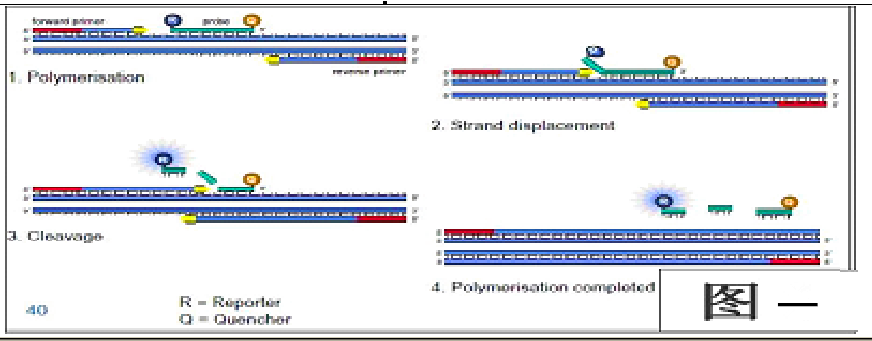 forward primer
probe
reverse primer
1. Polymerisation
2. Strand displacement
3. Cleavage
4. Polymerisation completed
40
R = Reporter
Q = Quencher
图 一